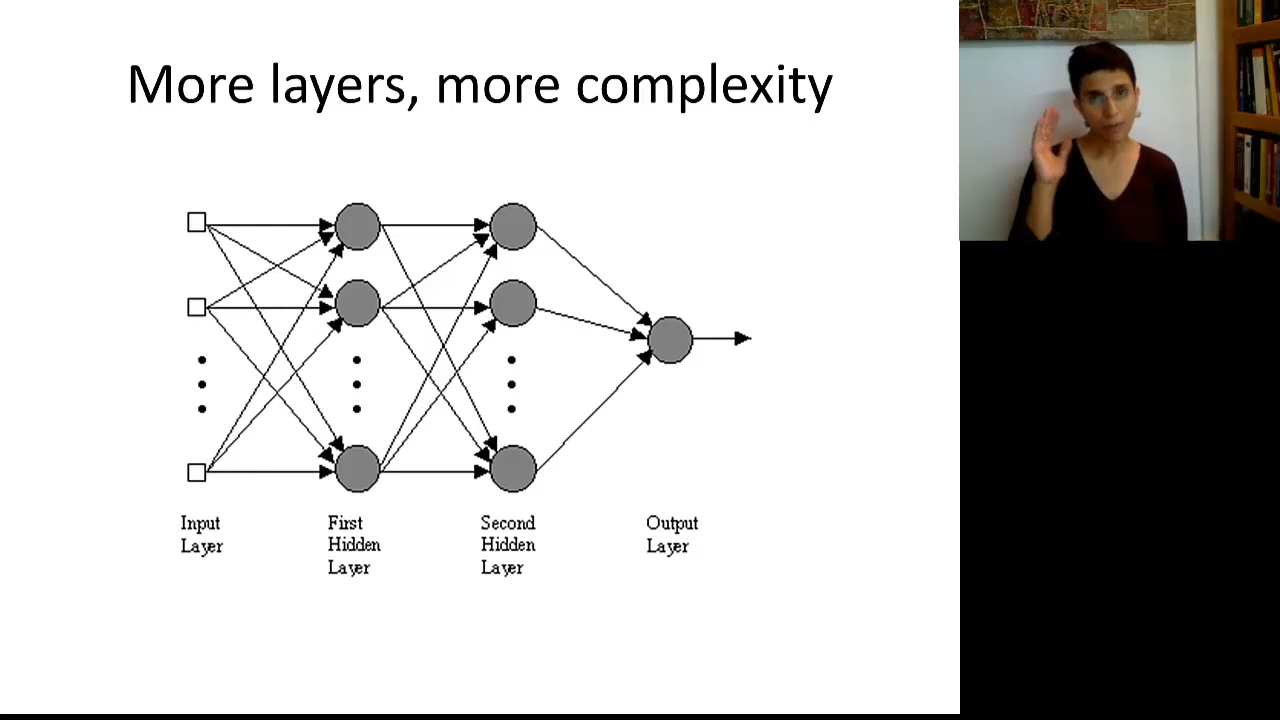 More layers, more complexity
Input
Layer
First
Hidden
Layer
Second
Hidden
Layer
Output
Layer